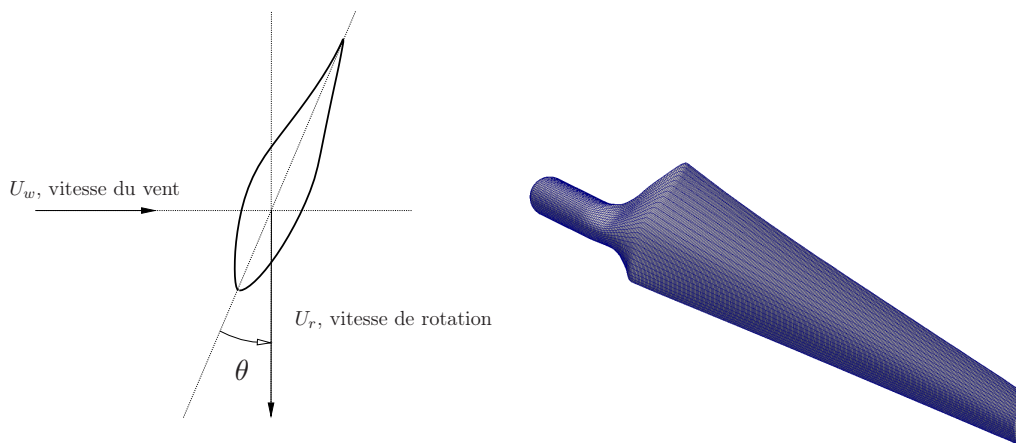 U_w, vitesse du vent
U_r, vitesse de rotation
θ